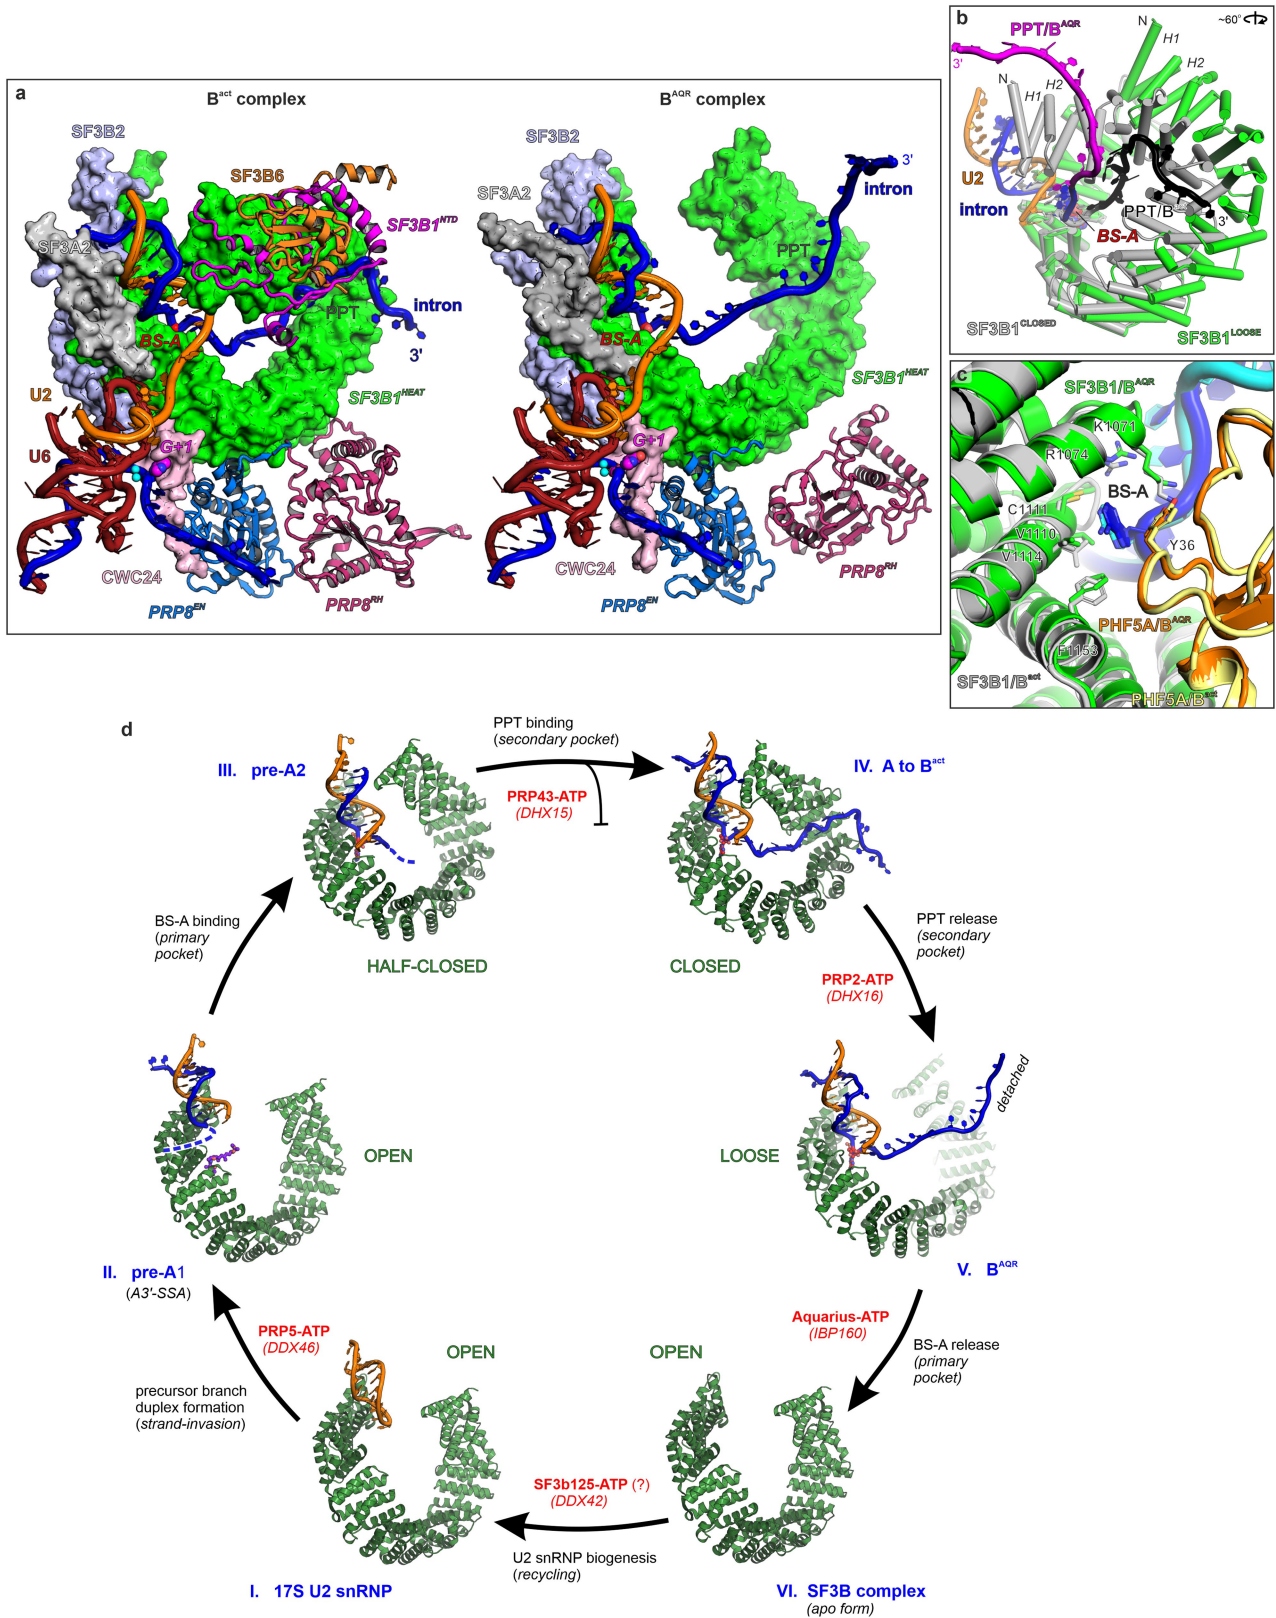 a
B^act complex
B^AQR complex
SF3B2
SF3B6
SF3B1^NTD
SF3A2
PPT
intron
3'
BS-A
SF3B1^HEAT
U2
U6
G+1
CWC24
PRP8^EN
PRP8^RH
SF3B2
3'
intron
SF3A2
PPT
BS-A
SF3B1^HEAT
G+1
CWC24
PRP8^EN
PRP8^RH
b
PPT/B^AQR
~60°
3'
N
H1
H2
N
H1
H2
U2
intron
PPT/B
3'
BS-A
SF3B1^CLOSED
SF3B1^LOOSE
c
SF3B1/B^AQR
K1071
R1074
BS-A
C1111
V1110
V1114
Y36
PHF5A/B^AQR
F1153
SF3B1/B^act
PHF5A/B^act
d
PPT binding
(secondary pocket)
III. pre-A2
PRP43-ATP
(DHX15)
IV. A to B^act
BS-A binding
(primary
pocket)
HALF-CLOSED
CLOSED
PPT release
(secondary
pocket)
PRP2-ATP
(DHX16)
OPEN
LOOSE
detached
II. pre-A1
(A3'-SSA)
V. B^AQR
PRP5-ATP
(DDX46)
Aquarius-ATP
(IBP160)
BS-A release
(primary
pocket)
OPEN
OPEN
precursor branch
duplex formation
(strand-invasion)
SF3b125-ATP (?)
(DDX42)
U2 snRNP biogenesis
(recycling)
I. 17S U2 snRNP
VI. SF3B complex
(apo form)